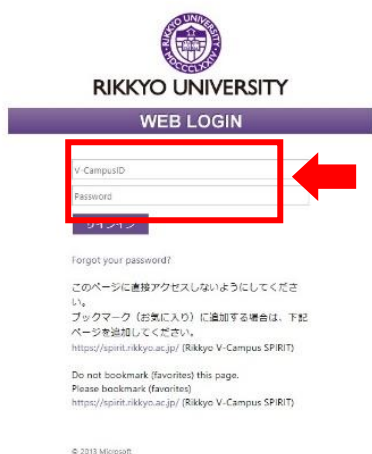 RIKKYO UNIVERSITY
WEB LOGIN
V-CampusID
Password
サインイン
Forgot your password?
このページに直接アクセスしないようにしてくださ
い。
ブックマーク（お気に入り）に追加する場合は、下記
ページを追加してください。
https://spirit.rikkyo.ac.jp/ (Rikkyo V-Campus SPIRIT)
Do not bookmark (favorites) this page.
Please bookmark (favorites)
https://spirit.rikkyo.ac.jp/ (Rikkyo V-Campus SPIRIT)
© 2013 Microsoft